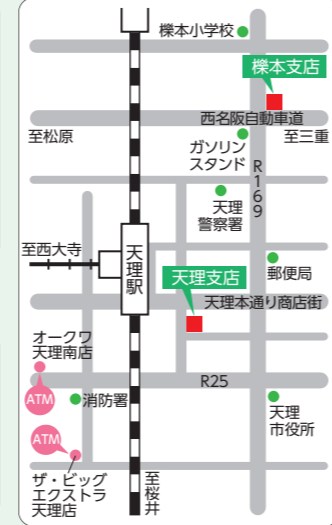 櫟本小学校
櫟本支店
西名阪自動車道
至松原
至三重
ガソリン
スタンド
R169
天理
警察署
至西大寺
天理駅
郵便局
天理支店
天理本通り商店街
オークワ
天理南店
R25
ATM
消防署
天理
市役所
ATM
ザ・ビッグ
エクストラ
天理店
至桜井